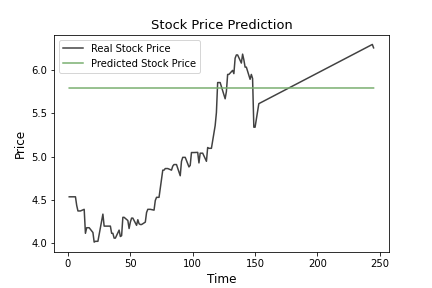 Stock Price Prediction
Real Stock Price
Predicted Stock Price
Price
6.0
5.5
5.0
4.5
4.0
0 50 100 150 200 250
Time